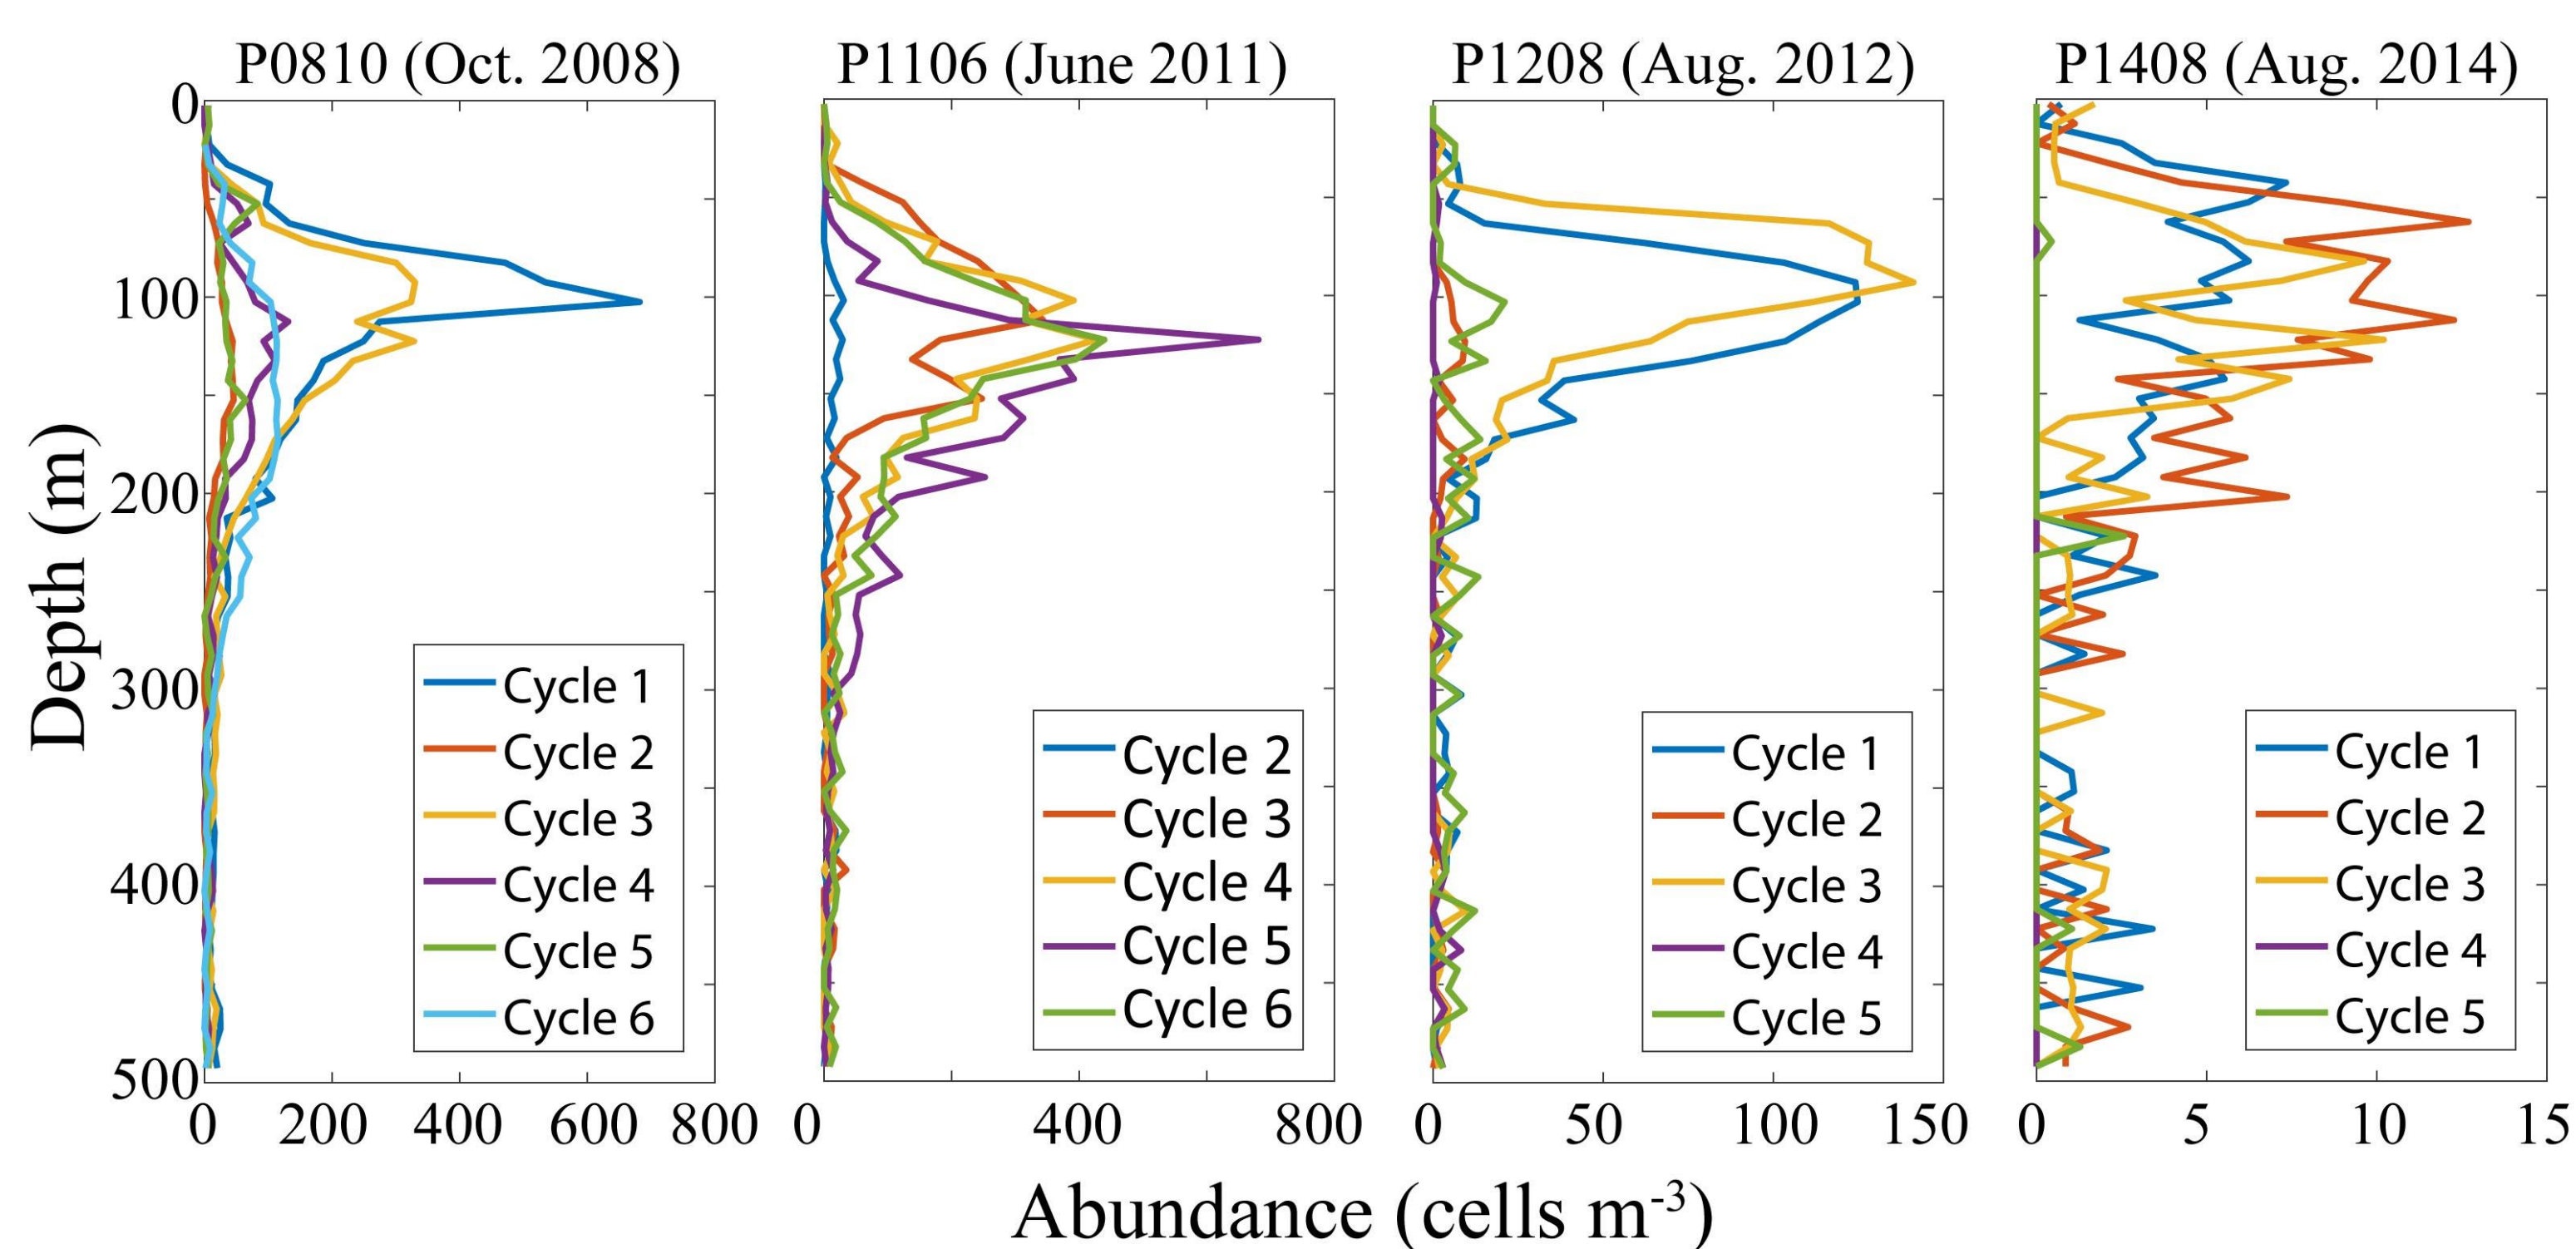 P0810 (Oct. 2008) P1106 (June 2011) P1208 (Aug. 2012) P1408 (Aug. 2014)
Depth (m)
0
100
200
300
400
500
Cycle 1
Cycle 2
Cycle 3
Cycle 4
Cycle 5
Cycle 6
Cycle 2
Cycle 3
Cycle 4
Cycle 5
Cycle 6
Cycle 1
Cycle 2
Cycle 3
Cycle 4
Cycle 5
Cycle 1
Cycle 2
Cycle 3
Cycle 4
Cycle 5
0 200 400 600 800 0 400 800 0 50 100 150 0 5 10 15
Abundance (cells m⁻³)